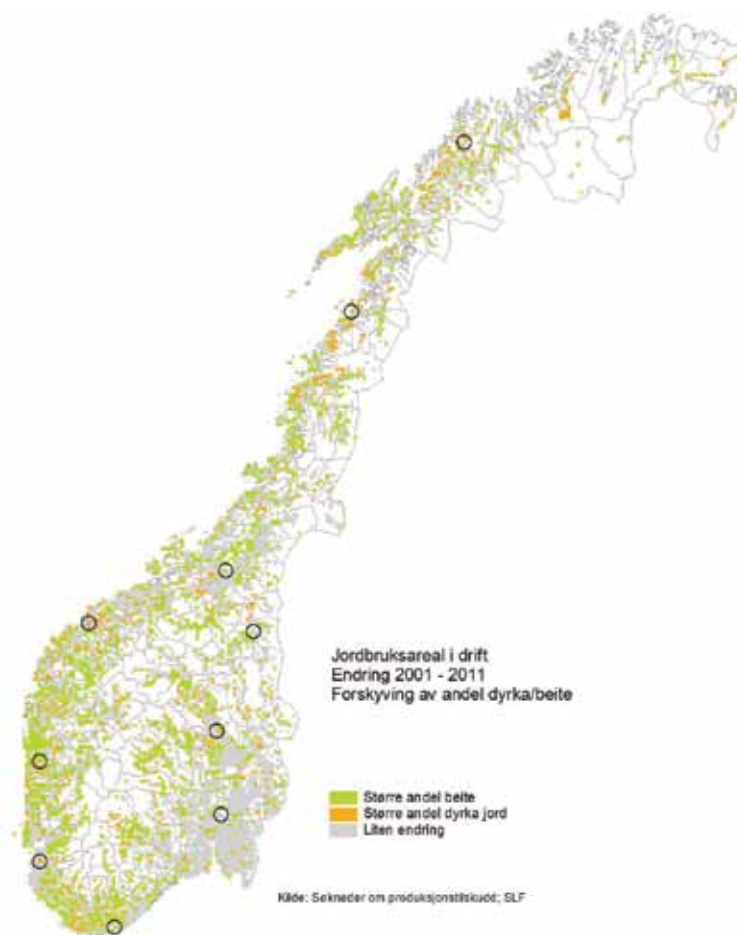 Jordbruksareal i drift
Endring 2001 - 2011
Forskyving av andel dyrka/beite
Større andel beite
Større andel dyrka jord
Liten endring
Kilde: Søknader om produksjonstilskudd; SLF